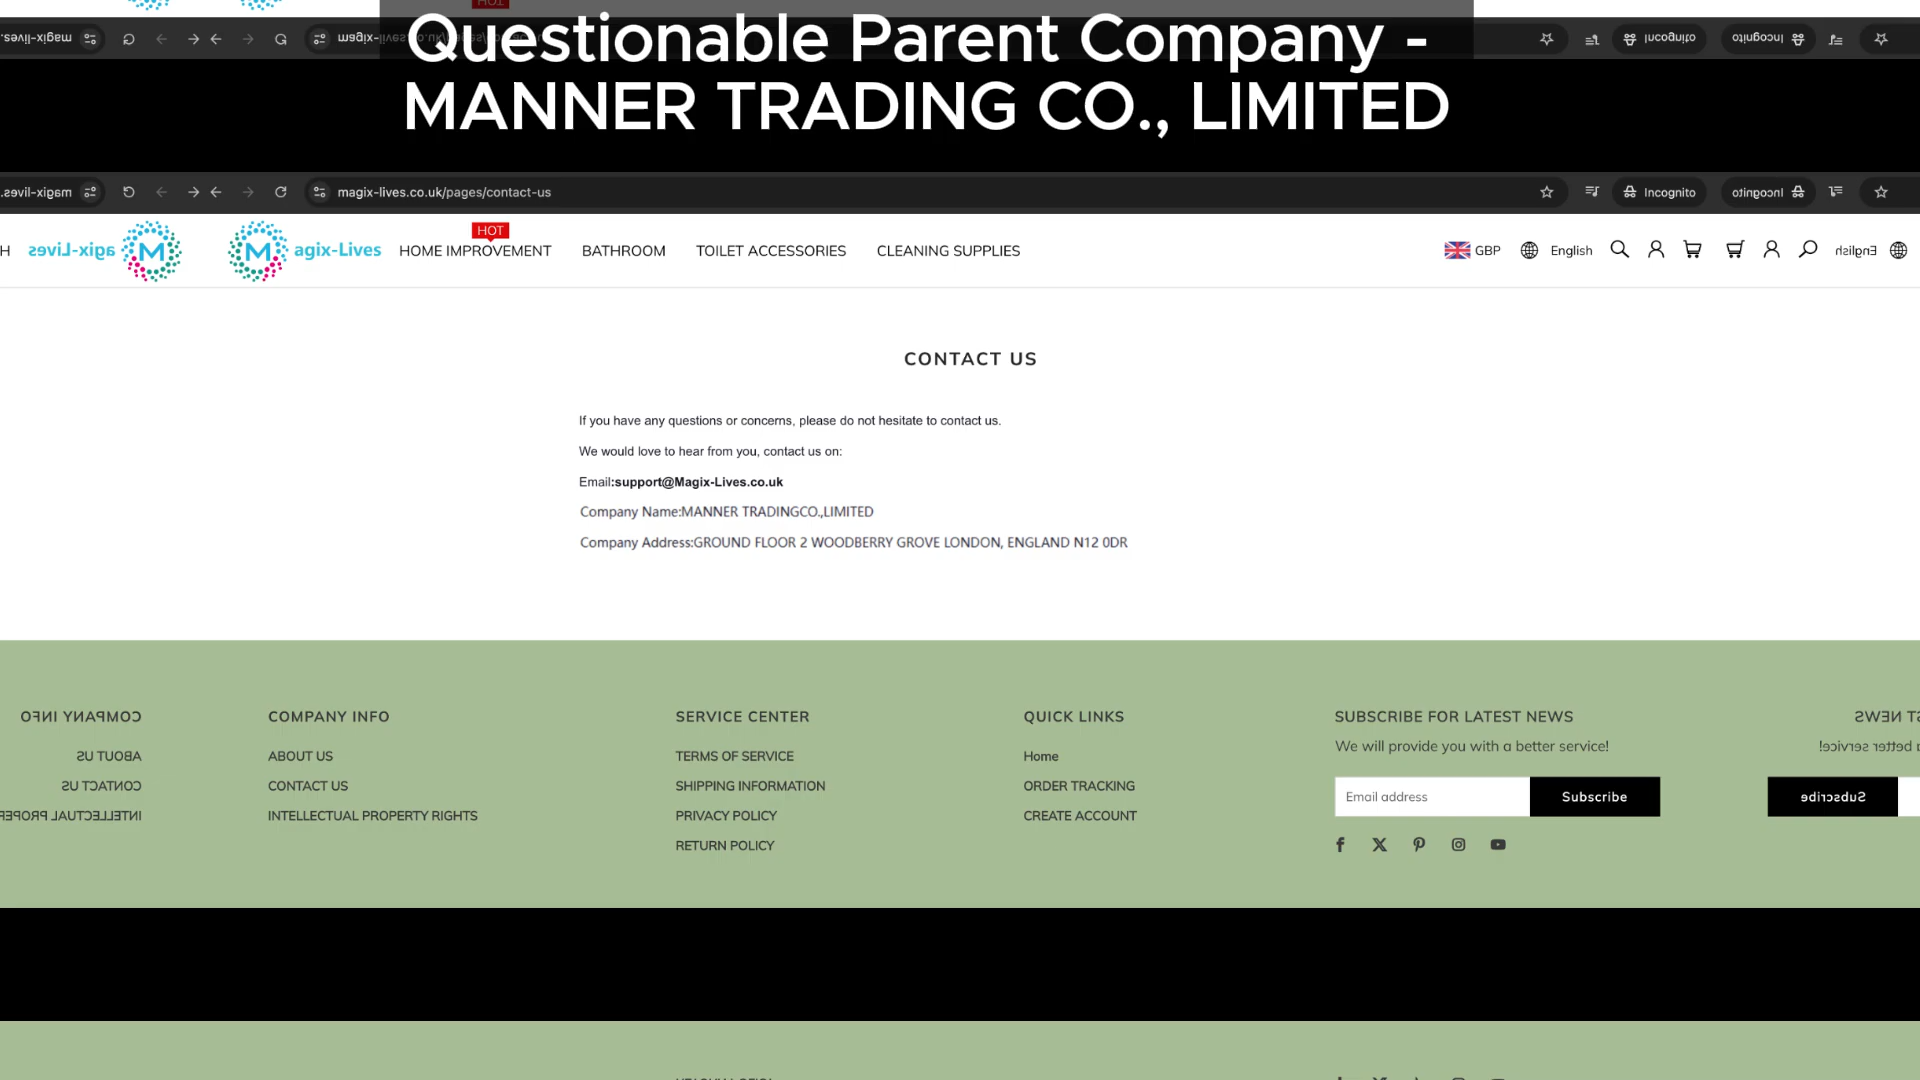 HOT
Questionable Parent Company -
MANNER TRADING CO., LIMITED
magix-lives.co.uk/pages/contact-us
Incognito
agix-Lives
HOT
HOME IMPROVEMENT
BATHROOM
TOILET ACCESSORIES
CLEANING SUPPLIES
GBP
English
CONTACT US
If you have any questions or concerns, please do not hesitate to contact us.
We would love to hear from you, contact us on:
Email:support@Magix-Lives.co.uk
Company Name:MANNER TRADINGCO.,LIMITED
Company Address:GROUND FLOOR 2 WOODBERRY GROVE LONDON, ENGLAND N12 0DR
COMPANY INFO
ABOUT US
CONTACT US
INTELLECTUAL PROPERTY RIGHTS
SERVICE CENTER
TERMS OF SERVICE
SHIPPING INFORMATION
PRIVACY POLICY
RETURN POLICY
QUICK LINKS
Home
ORDER TRACKING
CREATE ACCOUNT
SUBSCRIBE FOR LATEST NEWS
We will provide you with a better service!
Email address
Subscribe